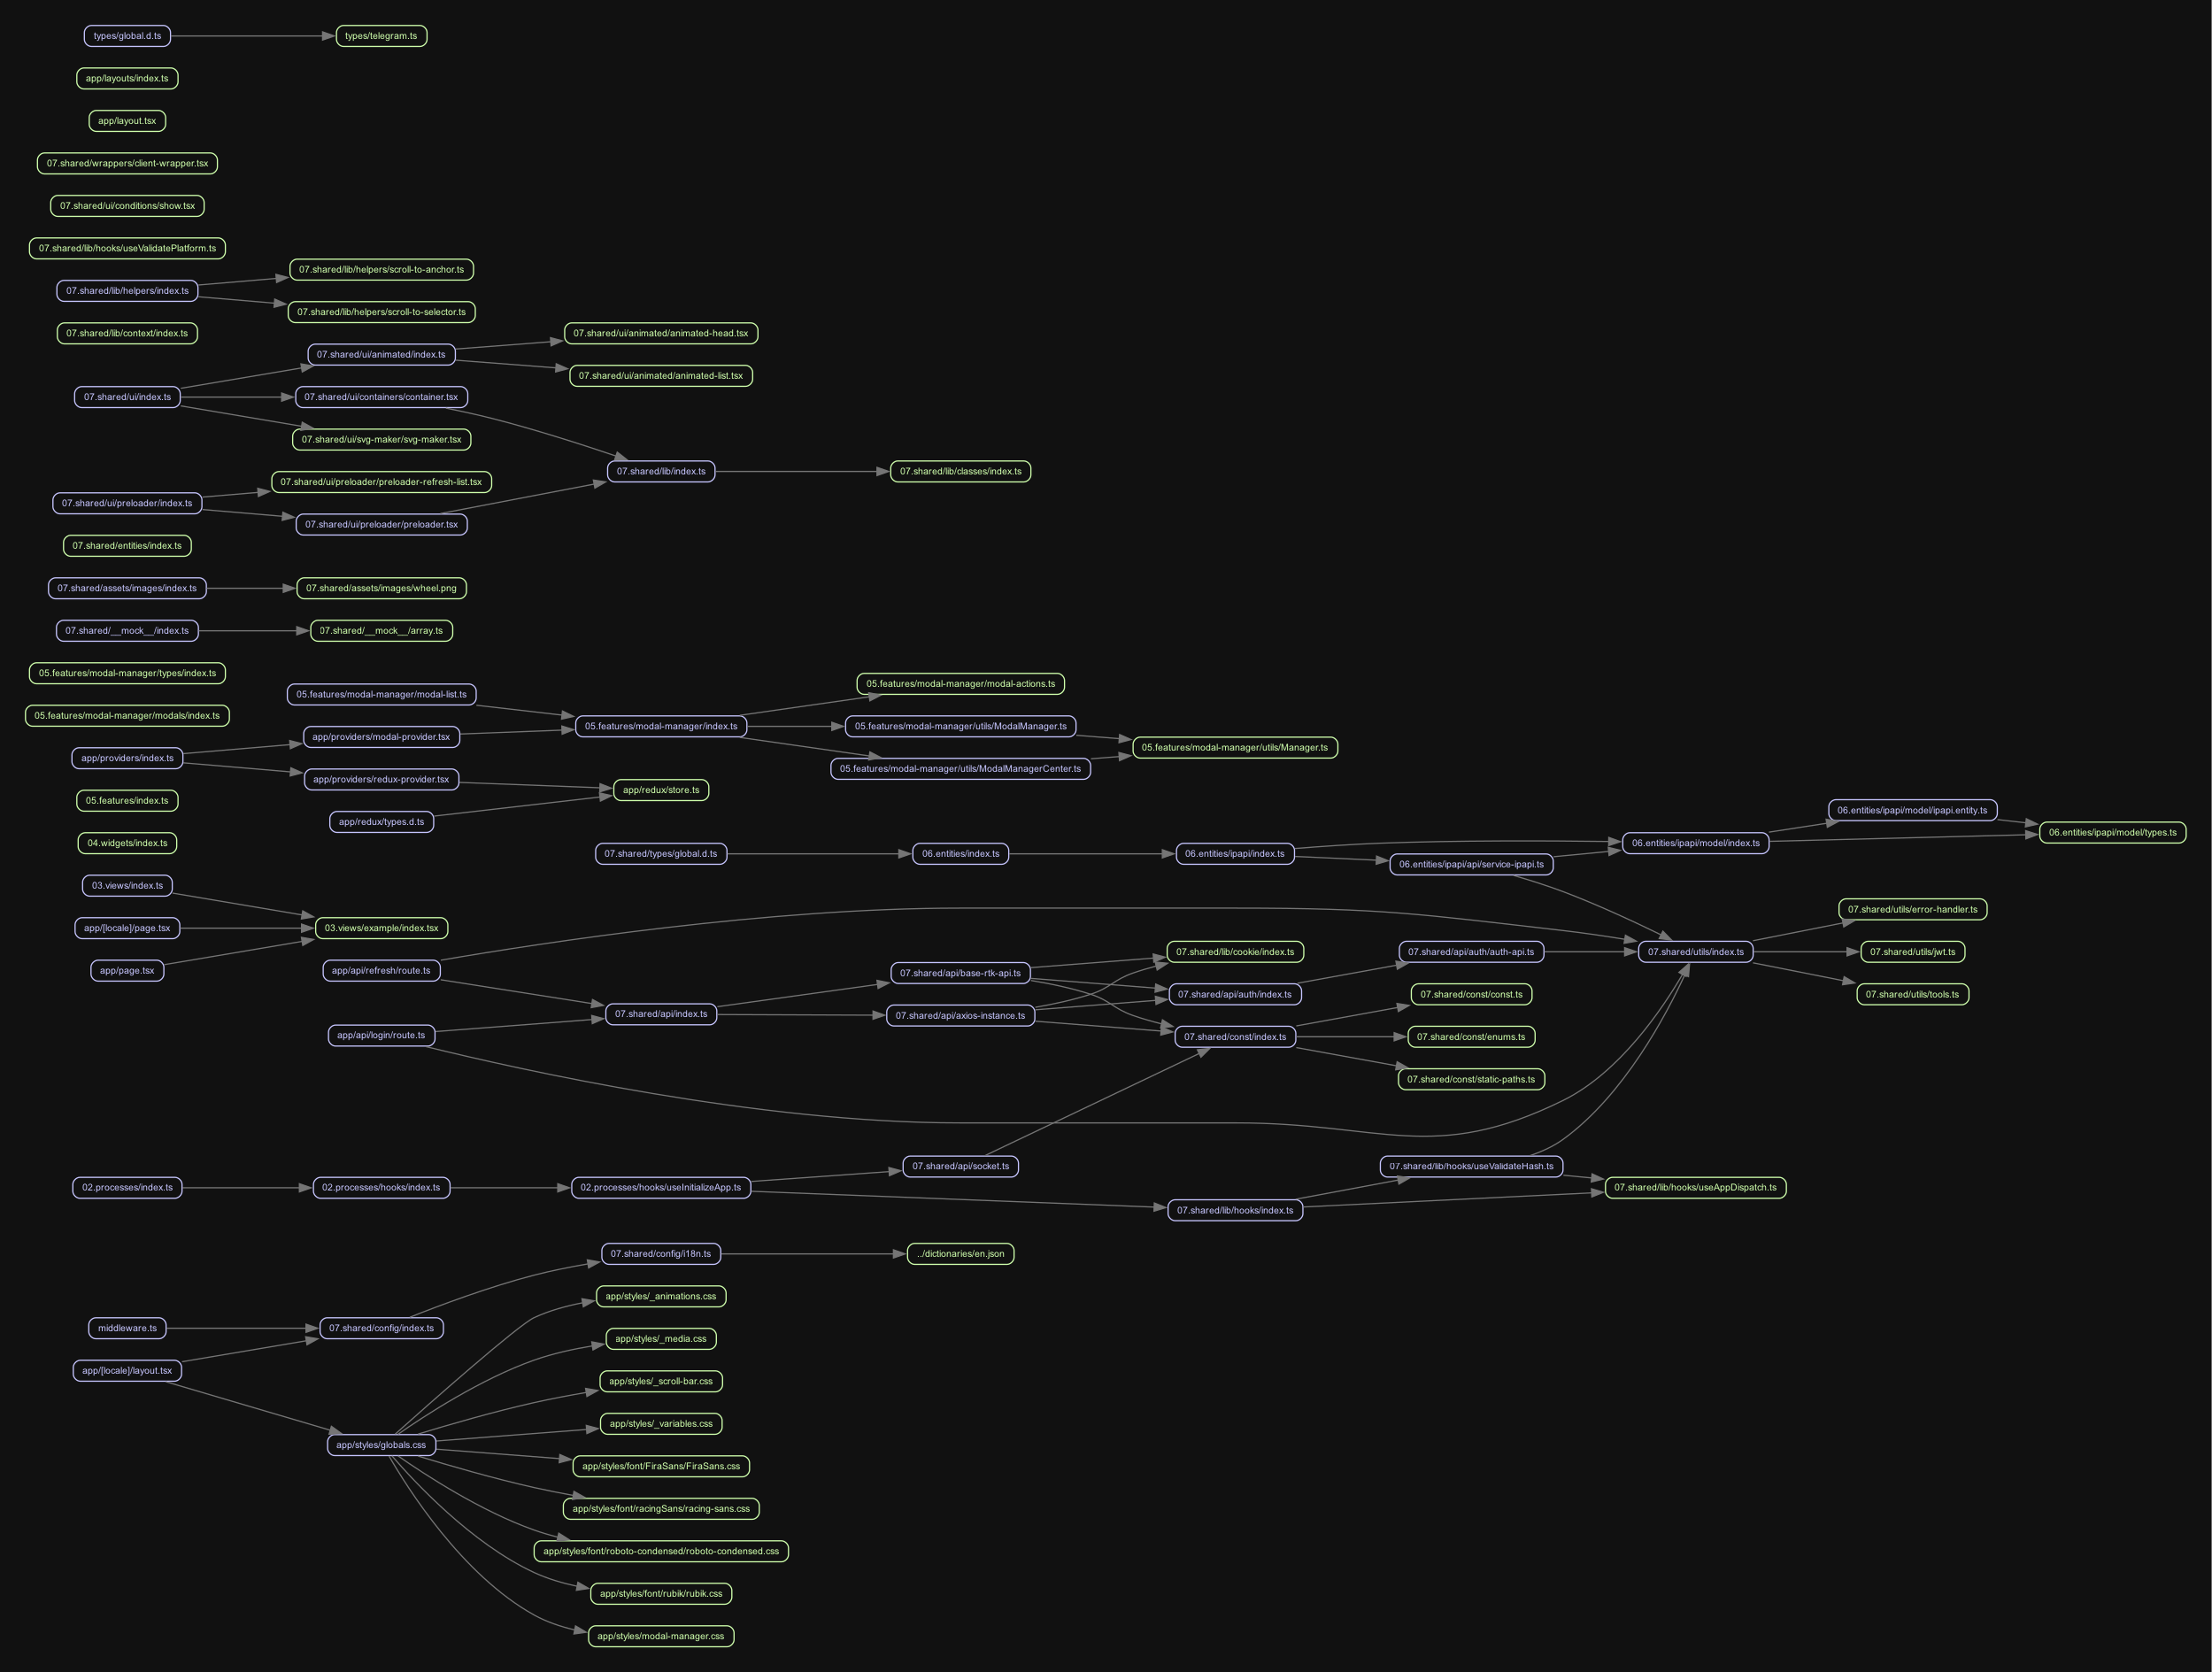 types/global.d.ts
types/telegram.ts
app/layouts/index.ts
app/layout.tsx
07.shared/wrappers/client-wrapper.tsx
07.shared/ui/conditions/show.tsx
07.shared/lib/hooks/useValidatePlatform.ts
07.shared/lib/helpers/scroll-to-anchor.ts
07.shared/lib/helpers/index.ts
07.shared/lib/helpers/scroll-to-selector.ts
07.shared/lib/context/index.ts
07.shared/ui/animated/animated-head.tsx
07.shared/ui/animated/index.ts
07.shared/ui/animated/animated-list.tsx
07.shared/ui/index.ts
07.shared/ui/containers/container.tsx
07.shared/ui/svg-maker/svg-maker.tsx
07.shared/lib/index.ts
07.shared/lib/classes/index.ts
07.shared/ui/preloader/preloader-refresh-list.tsx
07.shared/ui/preloader/index.ts
07.shared/ui/preloader/preloader.tsx
07.shared/entities/index.ts
07.shared/assets/images/index.ts
07.shared/assets/images/wheel.png
07.shared/__mock__/index.ts
07.shared/__mock__/array.ts
05.features/modal-manager/types/index.ts
05.features/modal-manager/modal-list.ts
05.features/modal-manager/modal-actions.ts
05.features/modal-manager/modals/index.ts
05.features/modal-manager/index.ts
05.features/modal-manager/utils/ModalManager.ts
app/providers/modal-provider.tsx
05.features/modal-manager/utils/Manager.ts
app/providers/index.ts
05.features/modal-manager/utils/ModalManagerCenter.ts
app/providers/redux-provider.tsx
app/redux/store.ts
05.features/index.ts
app/redux/types.d.ts
06.entities/ipapi/model/ipapi.entity.ts
06.entities/ipapi/model/types.ts
04.widgets/index.ts
06.entities/ipapi/model/index.ts
07.shared/types/global.d.ts
06.entities/index.ts
06.entities/ipapi/index.ts
06.entities/ipapi/api/service-ipapi.ts
03.views/index.ts
07.shared/utils/error-handler.ts
app/[locale]/page.tsx
03.views/example/index.tsx
07.shared/lib/cookie/index.ts
07.shared/api/auth/auth-api.ts
07.shared/utils/index.ts
07.shared/utils/jwt.ts
app/page.tsx
app/api/refresh/route.ts
07.shared/api/base-rtk-api.ts
07.shared/api/auth/index.ts
07.shared/const/const.ts
07.shared/utils/tools.ts
07.shared/api/index.ts
07.shared/api/axios-instance.ts
app/api/login/route.ts
07.shared/const/index.ts
07.shared/const/enums.ts
07.shared/const/static-paths.ts
07.shared/api/socket.ts
07.shared/lib/hooks/useValidateHash.ts
02.processes/index.ts
02.processes/hooks/index.ts
02.processes/hooks/useInitializeApp.ts
07.shared/lib/hooks/useAppDispatch.ts
07.shared/lib/hooks/index.ts
07.shared/config/i18n.ts
../dictionaries/en.json
app/styles/_animations.css
middleware.ts
07.shared/config/index.ts
app/styles/_media.css
app/[locale]/layout.tsx
app/styles/_scroll-bar.css
app/styles/_variables.css
app/styles/globals.css
app/styles/font/FiraSans/FiraSans.css
app/styles/font/racingSans/racing-sans.css
app/styles/font/roboto-condensed/roboto-condensed.css
app/styles/font/rubik/rubik.css
app/styles/modal-manager.css